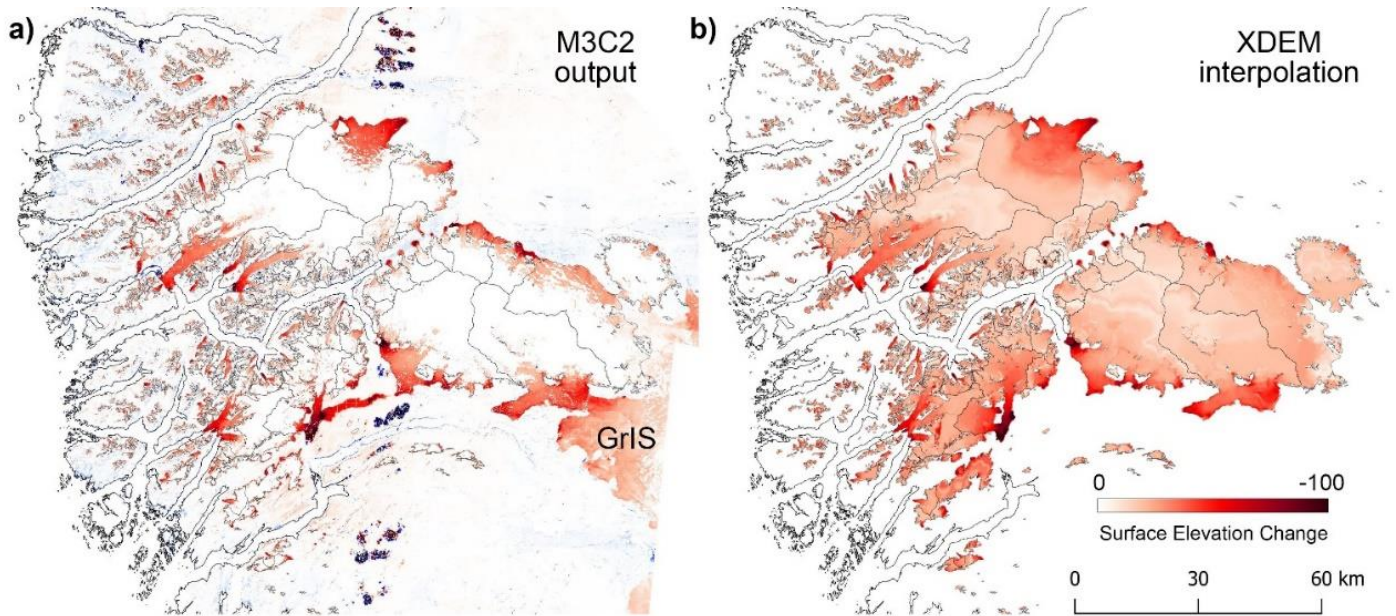 a)
M3C2
output
GrIS
b)
XDEM
interpolation
0 -100
Surface Elevation Change
0 30 60 km